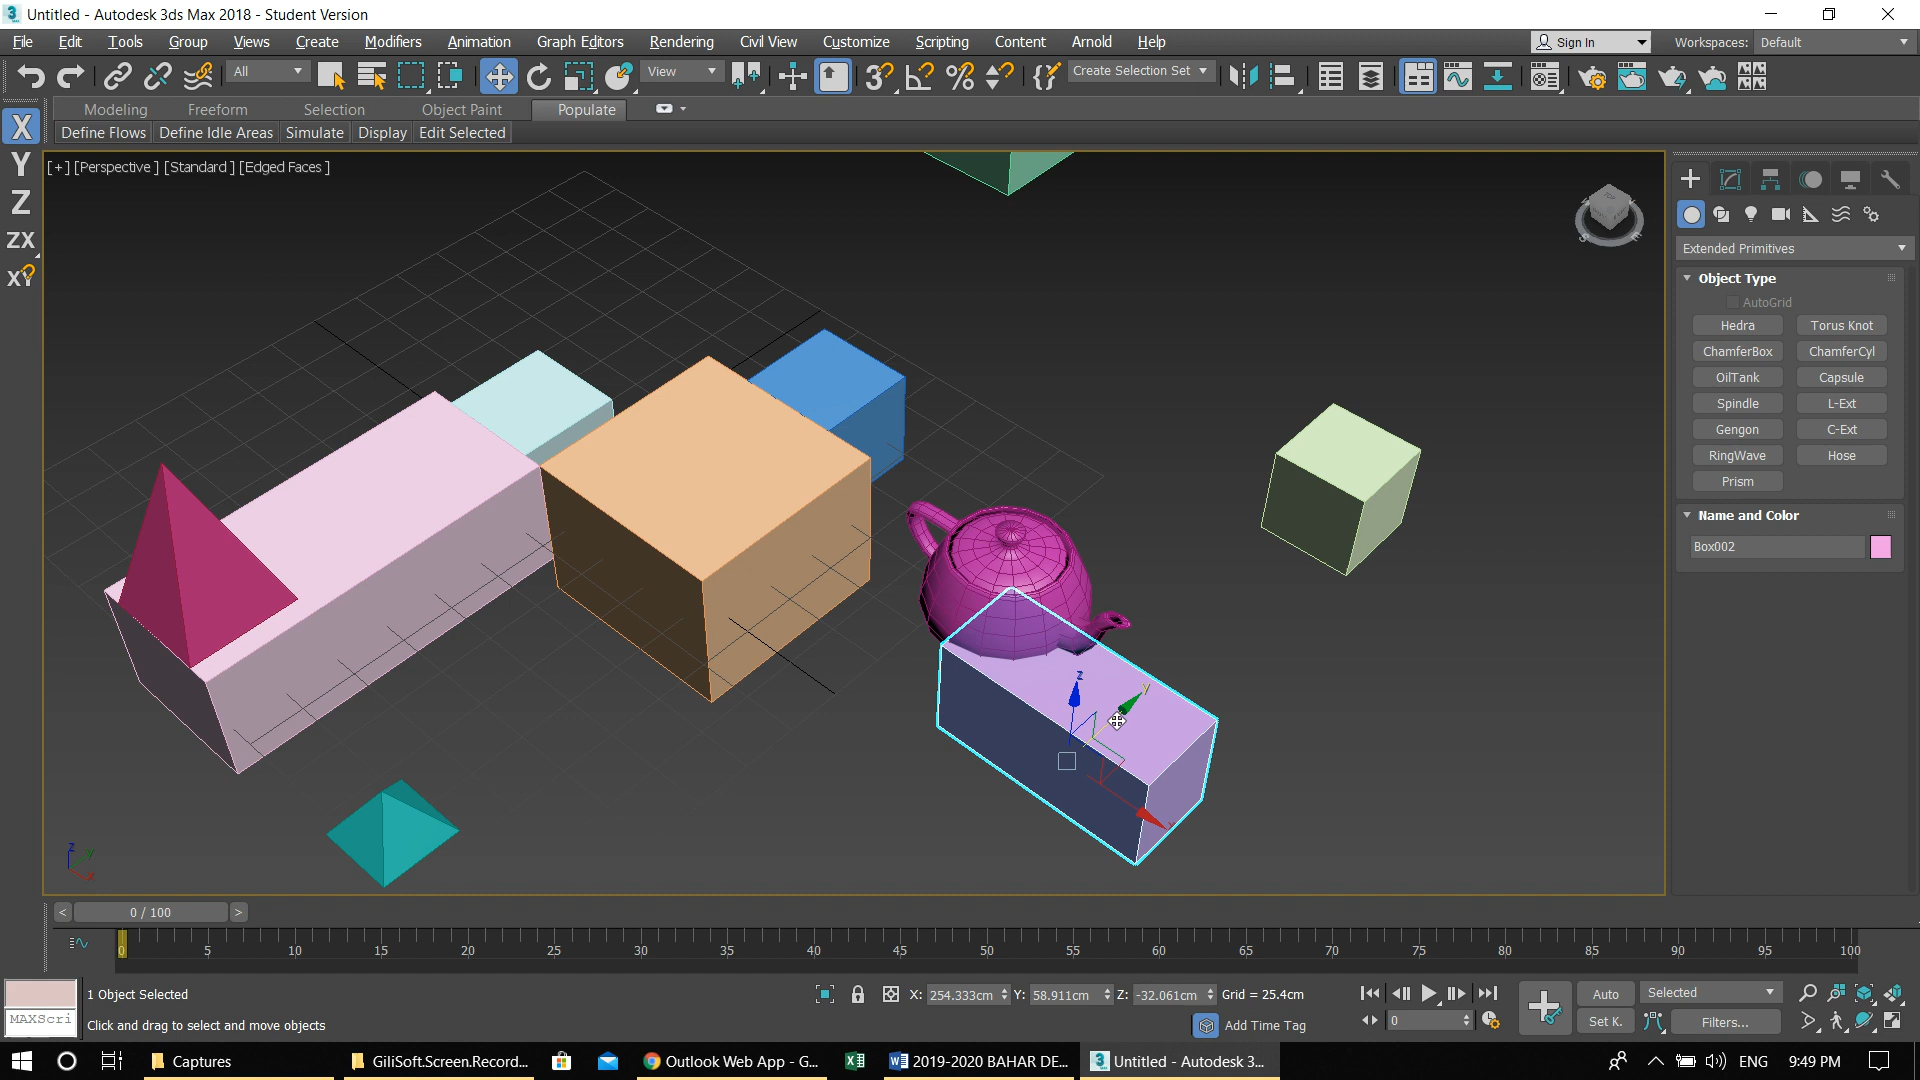 Untitled - Autodesk 3ds Max 2018 - Student Version
File Edit Tools Group Views Create Modifiers Animation Graph Editors Rendering Civil View Customize Scripting Content Arnold Help Sign In Workspaces: Default
All View Create Selection Set
Modeling Freeform Selection Object Paint Populate
Define Flows Define Idle Areas Simulate Display Edit Selected
X
Y
Z
ZX
XY
[+] [Perspective ] [Standard ] [Edged Faces ]
Extended Primitives
Object Type
AutoGrid
Hedra Torus Knot
ChamferBox ChamferCyl
OilTank Capsule
Spindle L-Ext
Gengon C-Ext
RingWave Hose
Prism
Name and Color
Box002
z y x
z y x
< 0 / 100 >
0 5 10 15 20 25 30 35 40 45 50 55 60 65 70 75 80 85 90 95 100
1 Object Selected X: 254.333cm Y: 58.911cm Z: -32.061cm Grid = 25.4cm Auto Selected
MAXScri Click and drag to select and move objects Add Time Tag 0 Set K. Filters...
Captures GiliSoft.Screen.Record... Outlook Web App - G... 2019-2020 BAHAR DE... Untitled - Autodesk 3... ENG 9:49 PM